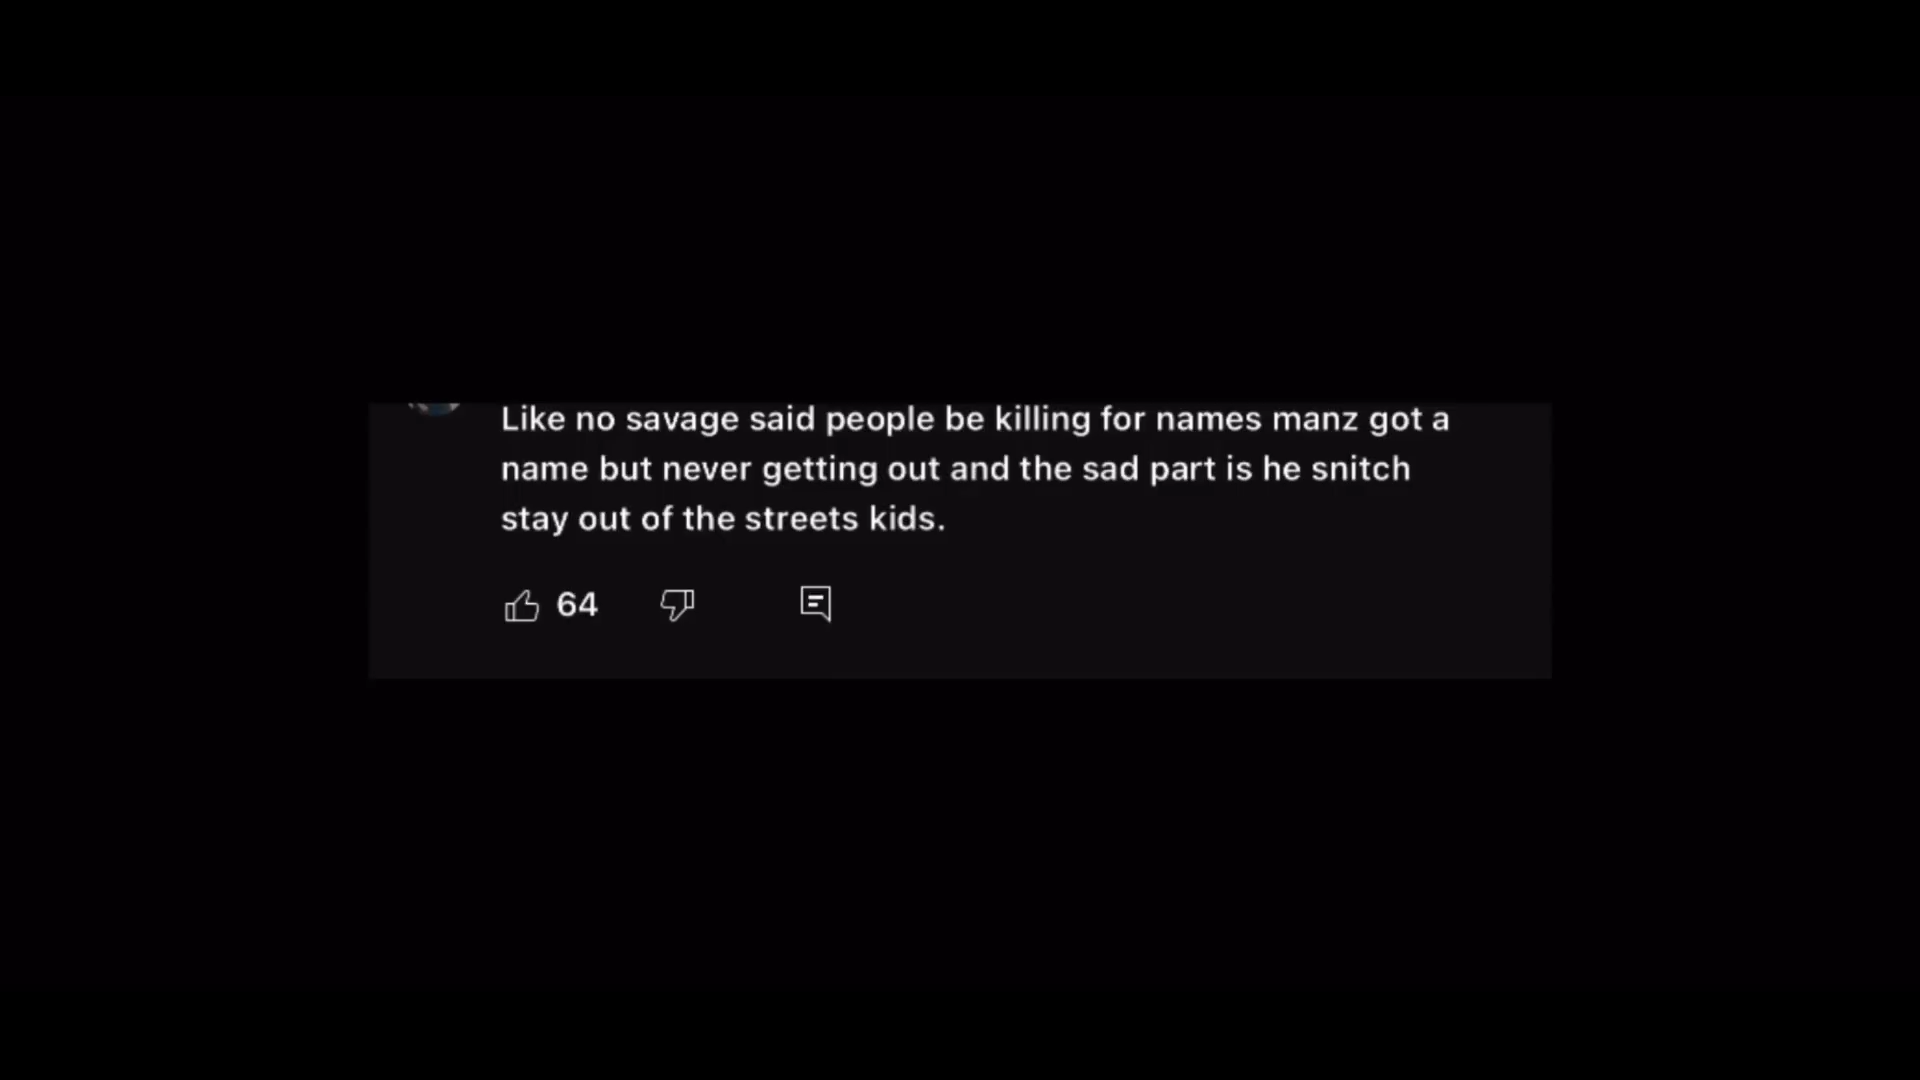 Like no savage said people be killing for names manz got a
name but never getting out and the sad part is he snitch
stay out of the streets kids.
64